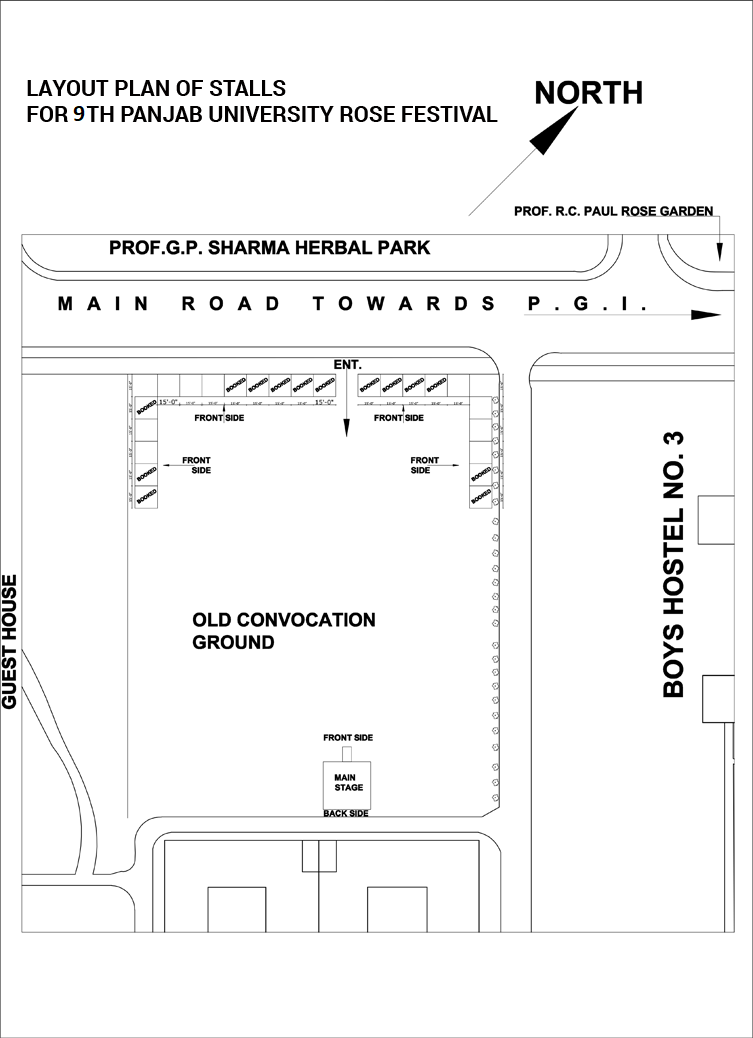 LAYOUT PLAN OF STALLS
FOR 9TH PANJAB UNIVERSITY ROSE FESTIVAL
NORTH
PROF. R.C. PAUL ROSE GARDEN
PROF.G.P. SHARMA HERBAL PARK
MAIN ROAD TOWARDS P.G.I.
ENT.
BOOKED BOOKED BOOKED BOOKED BOOKED
BOOKED BOOKED BOOKED BOOKED
BOOKED
15'-0"
15'-0"
FRONT SIDE
FRONT SIDE
FRONT
SIDE
FRONT
SIDE
BOOKED
BOOKED
BOOKED
BOOKED
BOYS HOSTEL NO. 3
GUEST HOUSE
OLD CONVOCATION
GROUND
FRONT SIDE
MAIN
STAGE
BACK SIDE